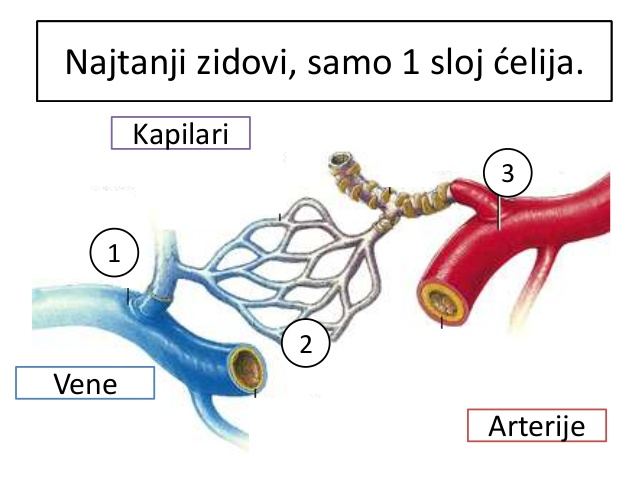 Najtanji zidovi, samo 1 sloj ćelija.
Kapilari
3
1
2
Vene
Arterije